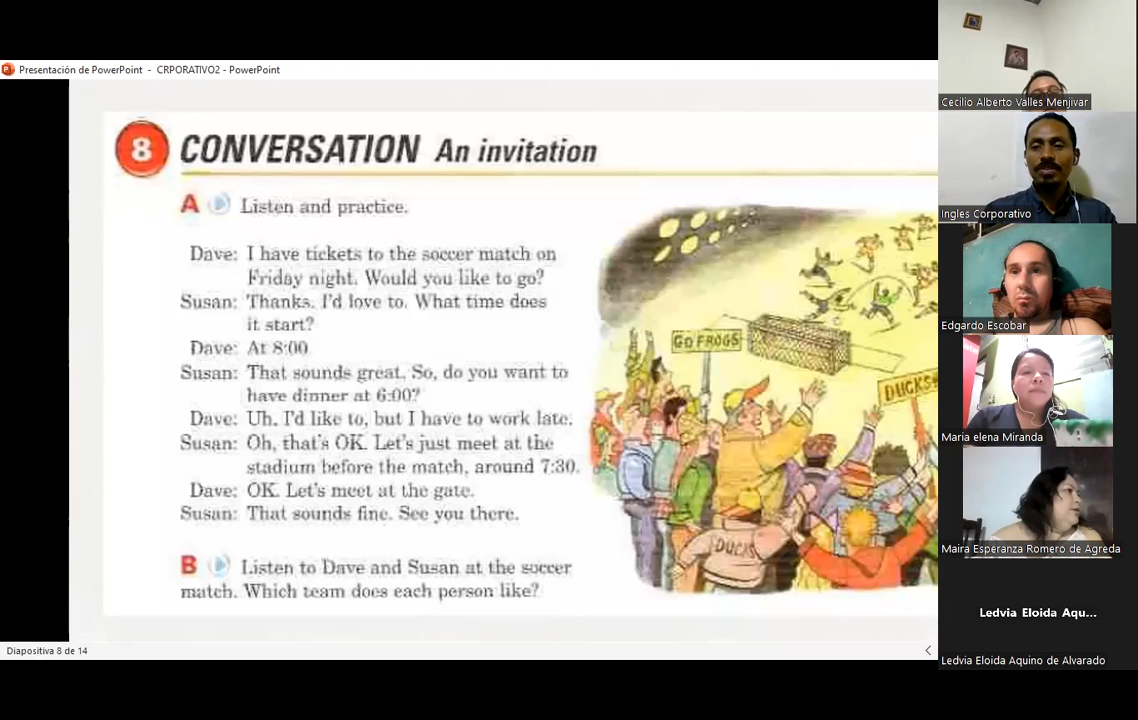 Presentación de PowerPoint - CRPORATIVO2 - PowerPoint
8 CONVERSATION An invitation
A Listen and practice.
Dave: I have tickets to the soccer match on
Friday night. Would you like to go?
Susan: Thanks. I'd love to. What time does
it start?
Dave: At 8:00
Susan: That sounds great. So, do you want to
have dinner at 6:00?
Dave: Uh, I'd like to, but I have to work late.
Susan: Oh, that's OK. Let's just meet at the
stadium before the match, around 7:30.
Dave: OK. Let's meet at the gate.
Susan: That sounds fine. See you there.
B Listen to Dave and Susan at the soccer
match. Which team does each person like?
GO FROGS
DUCKS
DUCKS
Diapositiva 8 de 14
Cecilio Alberto Valles Menjivar
Ingles Corporativo
Edgardo Escobar
Maria elena Miranda
Maira Esperanza Romero de Agreda
Ledvia Eloida Aqu...
Ledvia Eloida Aquino de Alvarado